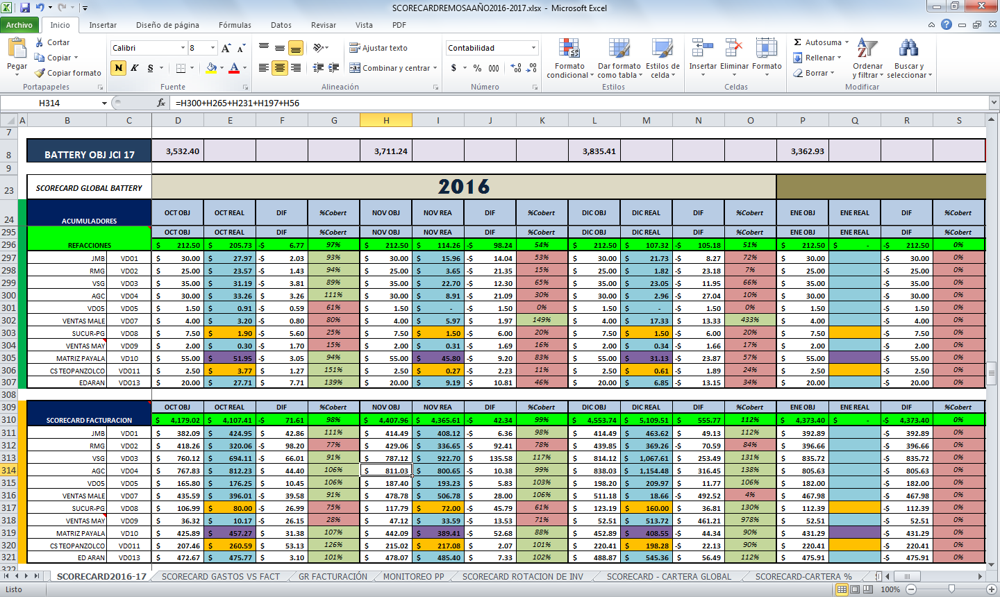 SCORECARDREMOSAAÑO2016-2017.xlsx - Microsoft Excel
Archivo Inicio Insertar Diseño de página Fórmulas Datos Revisar Vista PDF
Pegar Cortar Copiar Copiar formato Portapapeles
Calibri 8 N K S Fuente
Ajustar texto Combinar y centrar Alineación
Contabilidad $ % 000 Número
Formato condicional Dar formato como tabla Estilos de celda Estilos
Insertar Eliminar Formato Celdas
Autosuma Rellenar Borrar Ordenar y filtrar Buscar y seleccionar Modificar
H314 fx =H300+H265+H231+H197+H56
A B C D E F G H I J K L M N O P Q R S
7
8 BATTERY OBJ JCI 17 3,532.40 3,711.24 3,835.41 3,362.93
9
23 SCORECARD GLOBAL BATTERY 2016
24 ACUMULADORES OCT OBJ OCT REAL DIF %Cobert NOV OBJ NOV REA DIF %Cobert DIC OBJ DIC REAL DIF %Cobert ENE OBJ ENE REAL DIF %Cobert
295 OCT OBJ OCT REAL DIF %Cobert NOV OBJ NOV REA DIF %Cobert DIC OBJ DIC REAL DIF %Cobert ENE OBJ ENE REAL DIF %Cobert
296 REFACCIONES $ 212.50 $ 205.73 -$ 6.77 97% $ 212.50 $ 114.26 -$ 98.24 54% $ 212.50 $ 107.32 -$ 105.18 51% $ 212.50 $ - -$ 212.50 0%
297 JMB VD01 $ 30.00 $ 27.97 -$ 2.03 93% $ 30.00 $ 15.96 -$ 14.04 53% $ 30.00 $ 21.73 -$ 8.27 72% $ 30.00 -$ 30.00 0%
298 RMG VD02 $ 25.00 $ 23.57 -$ 1.43 94% $ 25.00 $ 3.65 -$ 21.35 15% $ 25.00 $ 1.82 -$ 23.18 7% $ 25.00 -$ 25.00 0%
299 VSG VD03 $ 35.00 $ 31.19 -$ 3.81 89% $ 35.00 $ 22.70 -$ 12.30 65% $ 35.00 $ 23.05 -$ 11.95 66% $ 35.00 -$ 35.00 0%
300 AGC VD04 $ 30.00 $ 33.26 $ 3.26 111% $ 30.00 $ 8.91 -$ 21.09 30% $ 30.00 $ 2.96 -$ 27.04 10% $ 30.00 -$ 30.00 0%
301 VD05 VD05 $ 1.50 $ 0.91 -$ 0.59 61% $ 1.50 $ - -$ 1.50 0% $ 1.50 $ - -$ 1.50 0% $ 1.50 -$ 1.50 0%
302 VENTAS MALE VD07 $ 4.00 $ 3.20 -$ 0.80 80% $ 4.00 $ 5.97 $ 1.97 149% $ 4.00 $ 17.33 $ 13.33 433% $ 4.00 -$ 4.00 0%
303 SUCUR-PG VD08 $ 7.50 $ 1.90 -$ 5.60 25% $ 7.50 $ 1.50 -$ 6.00 20% $ 7.50 $ 1.50 -$ 6.00 20% $ 7.50 -$ 7.50 0%
304 VENTAS MAY VD09 $ 2.00 $ 0.30 -$ 1.70 15% $ 2.00 $ 0.31 -$ 1.69 16% $ 2.00 $ 0.34 -$ 1.66 17% $ 2.00 -$ 2.00 0%
305 MATRIZ PAYALA VD10 $ 55.00 $ 51.95 -$ 3.05 94% $ 55.00 $ 45.80 -$ 9.20 83% $ 55.00 $ 31.13 -$ 23.87 57% $ 55.00 -$ 55.00 0%
306 CS TEOPANZOLCO VD011 $ 2.50 $ 3.77 $ 1.27 151% $ 2.50 $ 0.27 -$ 2.23 11% $ 2.50 $ 0.61 -$ 1.89 24% $ 2.50 -$ 2.50 0%
307 EDARAN VD013 $ 20.00 $ 27.71 $ 7.71 139% $ 20.00 $ 9.19 -$ 10.81 46% $ 20.00 $ 6.85 -$ 13.15 34% $ 20.00 -$ 20.00 0%
308
309 OCT OBJ OCT REAL DIF %Cobert NOV OBJ NOV REA DIF %Cobert DIC OBJ DIC REAL DIF %Cobert ENE OBJ ENE REAL DIF %Cobert
310 SCORECARD FACTURACION $ 4,179.02 $ 4,107.41 -$ 71.61 98% $ 4,407.96 $ 4,365.61 -$ 42.34 99% $ 4,553.74 $ 5,109.51 $ 555.77 112% $ 4,373.40 $ - -$ 4,373.40 0%
311 JMB VD01 $ 382.09 $ 424.95 $ 42.86 111% $ 414.49 $ 408.12 -$ 6.36 98% $ 414.49 $ 463.62 $ 49.13 112% $ 392.89 -$ 392.89 0%
312 RMG VD02 $ 418.26 $ 320.06 -$ 98.20 77% $ 429.06 $ 336.65 -$ 92.41 78% $ 439.85 $ 369.26 -$ 70.59 84% $ 396.66 -$ 396.66 0%
313 VSG VD03 $ 760.12 $ 694.11 -$ 66.01 91% $ 787.12 $ 922.70 $ 135.58 117% $ 814.12 $ 1,067.61 $ 253.49 131% $ 835.72 -$ 835.72 0%
314 AGC VD04 $ 767.83 $ 812.23 $ 44.40 106% $ 811.03 $ 800.65 -$ 10.38 99% $ 838.03 $ 1,154.48 $ 316.45 138% $ 805.63 -$ 805.63 0%
315 VD05 VD05 $ 165.80 $ 176.25 $ 10.45 106% $ 187.40 $ 193.23 $ 5.83 103% $ 198.20 $ 209.97 $ 11.77 106% $ 182.00 -$ 182.00 0%
316 VENTAS MALE VD07 $ 435.59 $ 396.01 -$ 39.58 91% $ 478.78 $ 506.78 $ 28.00 106% $ 511.18 $ 18.66 -$ 492.52 4% $ 467.98 -$ 467.98 0%
317 SUCUR-PG VD08 $ 106.99 $ 80.00 -$ 26.99 75% $ 117.79 $ 72.00 -$ 45.79 61% $ 123.19 $ 160.00 $ 36.81 130% $ 112.39 -$ 112.39 0%
318 VENTAS MAY VD09 $ 36.32 $ 10.17 -$ 26.15 28% $ 47.12 $ 33.59 -$ 13.53 71% $ 52.51 $ 513.72 $ 461.21 978% $ 52.51 -$ 52.51 0%
319 MATRIZ PAYALA VD10 $ 425.89 $ 457.27 $ 31.38 107% $ 442.09 $ 389.41 -$ 52.68 88% $ 452.89 $ 408.55 -$ 44.34 90% $ 431.29 -$ 431.29 0%
320 CS TEOPANZOLCO VD011 $ 207.46 $ 260.59 $ 53.13 126% $ 215.02 $ 217.08 $ 2.07 101% $ 220.41 $ 198.28 -$ 22.13 90% $ 220.41 -$ 220.41 0%
321 ED ARAN VD013 $ 472.67 $ 475.77 $ 3.10 101% $ 478.07 $ 485.40 $ 7.33 102% $ 488.87 $ 545.36 $ 56.49 112% $ 475.91 -$ 475.91 0%
322
SCORECARD2016-17 SCORECARD GASTOS VS FACT GR FACTURACIÓN MONITOREO PP SCORECARD ROTACION DE INV SCORECARD - CARTERA GLOBAL SCORECARD-CARTERA %
Listo 100%